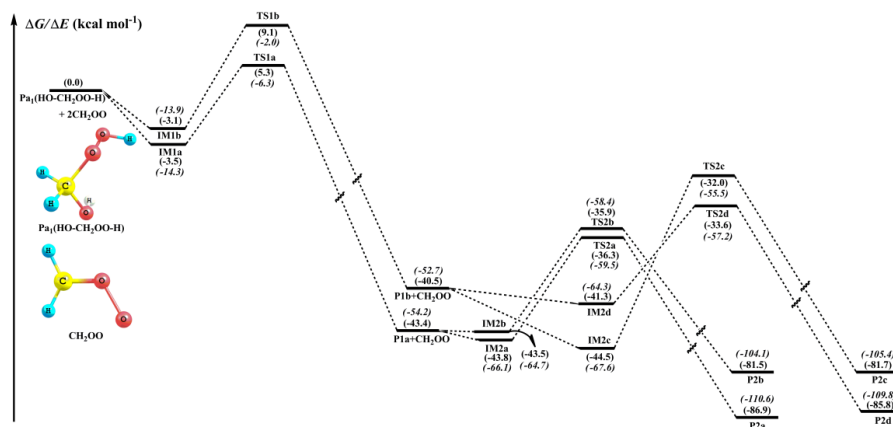 ΔG/ΔE (kcal mol⁻¹)
(0.0)
Pa₁(HO-CH₂OO-H)
+ 2CH₂OO
(-13.9)
(-3.1)
IM1b
IM1a
(-3.5)
(-14.3)
TS1b
(9.1)
(-2.0)
TS1a
(5.3)
(-6.3)
O
O
H
H
C
H
H
O
Pa₁(HO-CH₂OO-H)
H
C
O
H
O
CH₂OO
(-52.7)
(-40.5)
P1b+CH₂OO
(-54.2)
(-43.4)
P1a+CH₂OO
IM2b
IM2a
(-43.8)
(-66.1)
(-43.5)
(-64.7)
(-58.4)
(-35.9)
TS2b
TS2a
(-36.3)
(-59.5)
(-64.3)
(-41.3)
IM2d
IM2c
(-44.5)
(-67.6)
TS2c
(-32.0)
(-55.5)
TS2d
(-33.6)
(-57.2)
(-104.1)
(-81.5)
P2b
(-110.6)
(-86.9)
P2a
(-105.4)
(-81.7)
P2c
(-109.8)
(-85.8)
P2d